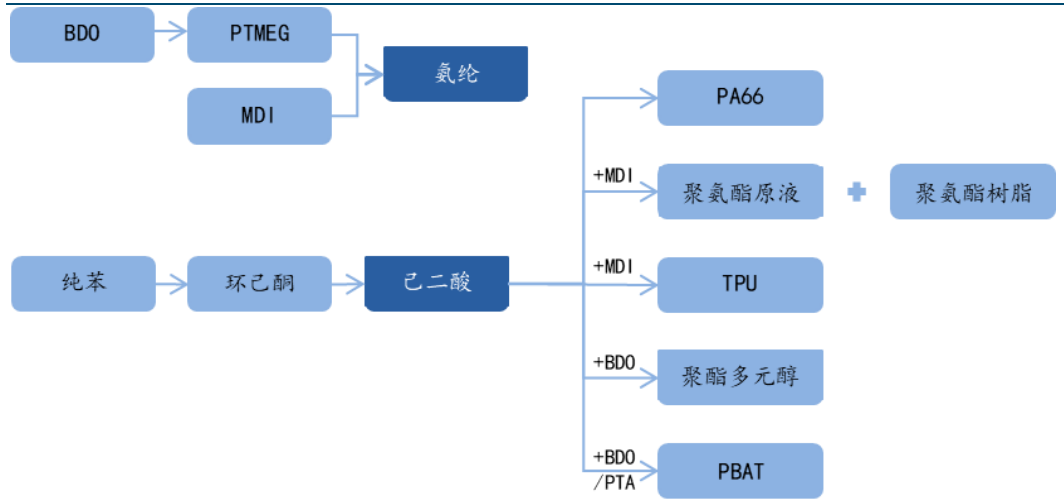 BDO
PTMEG
氨纶
MDI
PA66
+MDI
聚氨酯原液
聚氨酯树脂
纯苯
环己酮
己二酸
+MDI
TPU
+BDO
聚酯多元醇
+BDO
/PTA
PBAT